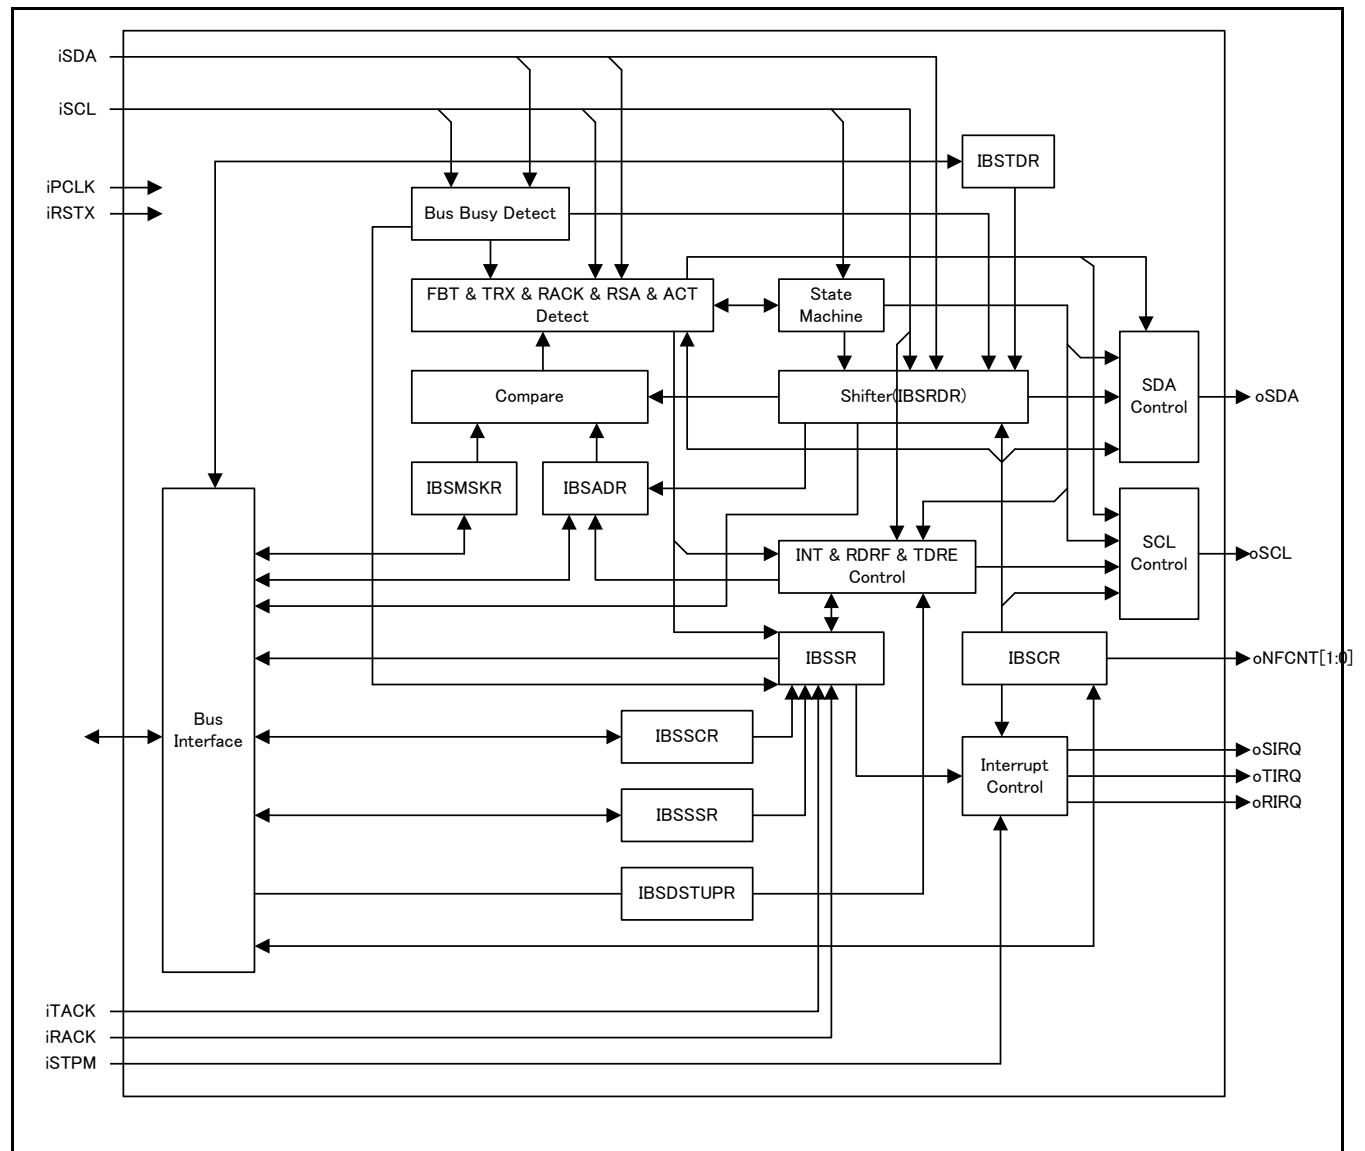 iSDA
iSCL
IBSTDR
iPCLK
iRSTX
Bus Busy Detect
FBT & TRX & RACK & RSA & ACT
Detect
State
Machine
Compare
Shifter(IBSRDR)
SDA
Control
oSDA
IBSMSKR
IBSADR
INT & RDRF & TDRE
Control
SCL
Control
oSCL
IBSSR
IBSCR
oNFCNT[1:0]
Bus
Interface
IBSSCR
Interrupt
Control
oSIRQ
oTIRQ
oRIRQ
IBSSSR
IBSDSTUPR
iTACK
iRACK
iSTPM